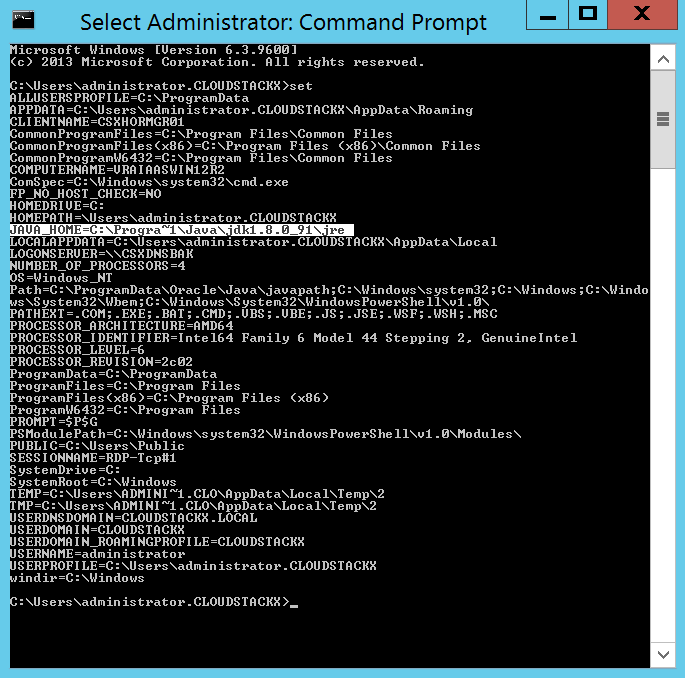 Select Administrator: Command Prompt
Microsoft Windows [Version 6.3.9600]
(c) 2013 Microsoft Corporation. All rights reserved.
C:\Users\administrator.CLOUDSTACKX>set
ALLUSERSPROFILE=C:\ProgramData
APPDATA=C:\Users\administrator.CLOUDSTACKX\AppData\Roaming
CLIENTNAME=CSXHORMGR01
CommonProgramFiles=C:\Program Files\Common Files
CommonProgramFiles(x86)=C:\Program Files (x86)\Common Files
CommonProgramW6432=C:\Program Files\Common Files
COMPUTERNAME=VRAIAASWIN12R2
ComSpec=C:\Windows\system32\cmd.exe
FP_NO_HOST_CHECK=NO
HOMEDRIVE=C:
HOMEPATH=\Users\administrator.CLOUDSTACKX
JAVA_HOME=C:\Progra~1\Java\jdk1.8.0_91\jre
LOCALAPPDATA=C:\Users\administrator.CLOUDSTACKX\AppData\Local
LOGONSERVER=\\CSXDNSBAK
NUMBER_OF_PROCESSORS=4
OS=Windows_NT
Path=C:\ProgramData\Oracle\Java\javapath;C:\Windows\system32;C:\Windows;C:\Windo
ws\System32\Wbem;C:\Windows\System32\WindowsPowerShell\v1.0\
PATHEXT=.COM;.EXE;.BAT;.CMD;.VBS;.VBE;.JS;.JSE;.WSF;.WSH;.MSC
PROCESSOR_ARCHITECTURE=AMD64
PROCESSOR_IDENTIFIER=Intel64 Family 6 Model 44 Stepping 2, GenuineIntel
PROCESSOR_LEVEL=6
PROCESSOR_REVISION=2c02
ProgramData=C:\ProgramData
ProgramFiles=C:\Program Files
ProgramFiles(x86)=C:\Program Files (x86)
ProgramW6432=C:\Program Files
PROMPT=$P$G
PSModulePath=C:\Windows\system32\WindowsPowerShell\v1.0\Modules\
PUBLIC=C:\Users\Public
SESSIONNAME=RDP-Tcp#1
SystemDrive=C:
SystemRoot=C:\Windows
TEMP=C:\Users\ADMINI~1.CLO\AppData\Local\Temp\2
TMP=C:\Users\ADMINI~1.CLO\AppData\Local\Temp\2
USERDNSDOMAIN=CLOUDSTACKX.LOCAL
USERDOMAIN=CLOUDSTACKX
USERDOMAIN_ROAMINGPROFILE=CLOUDSTACKX
USERNAME=administrator
USERPROFILE=C:\Users\administrator.CLOUDSTACKX
windir=C:\Windows
C:\Users\administrator.CLOUDSTACKX>_